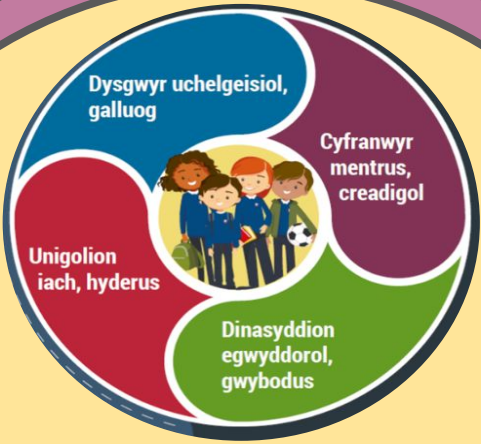 Dysgwyr uchelgeisiol,
galluog
Cyfranwyr
mentrus,
creadigol
Unigolion
iach, hyderus
Dinasyddion
egwyddorol,
gwybodus